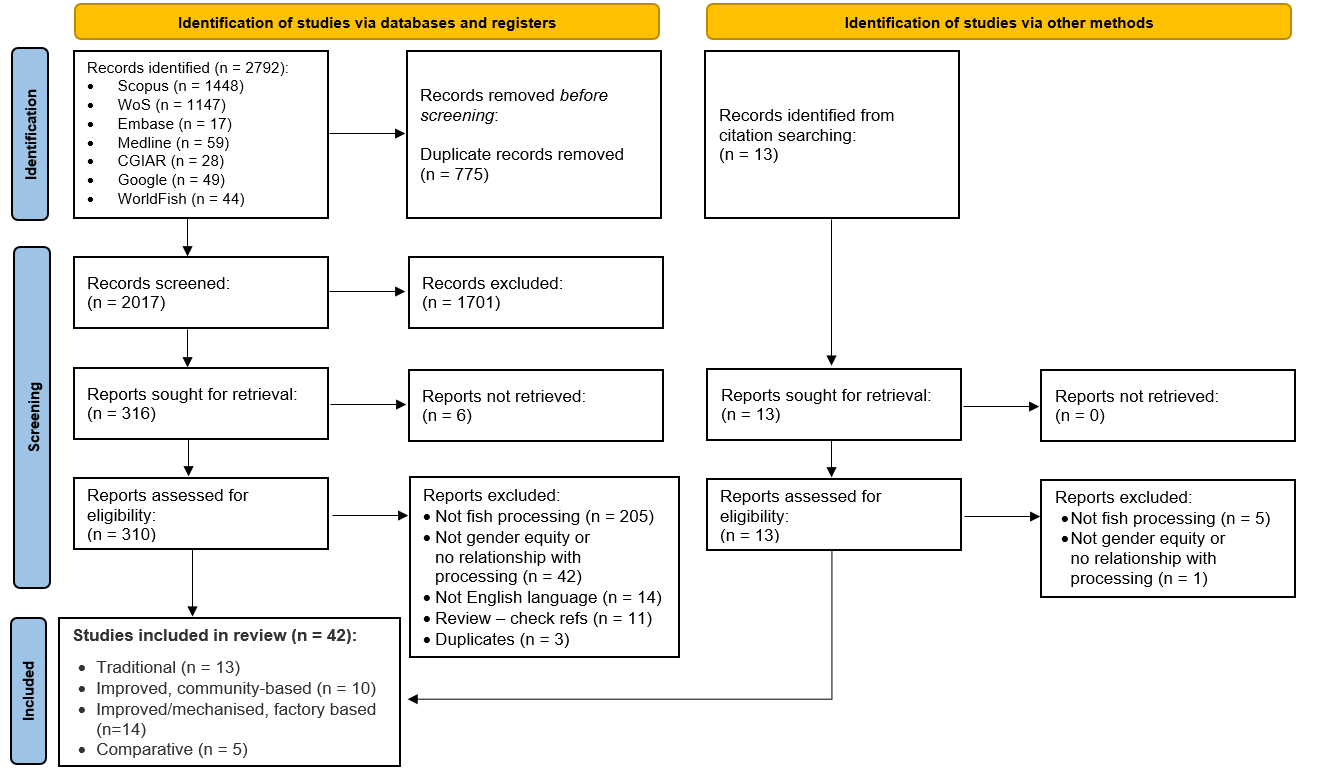 Identification of studies via databases and registers
Identification of studies via other methods
Identification
Records identified (n = 2792):
• Scopus (n = 1448)
• WoS (n = 1147)
• Embase (n = 17)
• Medline (n = 59)
• CGIAR (n = 28)
• Google (n = 49)
• WorldFish (n = 44)
Records removed before
screening:
Duplicate records removed
(n = 775)
Records identified from
citation searching:
(n = 13)
Screening
Records screened:
(n = 2017)
Records excluded:
(n = 1701)
Reports sought for retrieval:
(n = 316)
Reports not retrieved:
(n = 6)
Reports sought for retrieval:
(n = 13)
Reports not retrieved:
(n = 0)
Reports assessed for
eligibility:
(n = 310)
Reports excluded:
• Not fish processing (n = 205)
• Not gender equity or
no relationship with
processing (n = 42)
• Not English language (n = 14)
• Review – check refs (n = 11)
• Duplicates (n = 3)
Reports assessed for
eligibility:
(n = 13)
Reports excluded:
•Not fish processing (n = 5)
•Not gender equity or
no relationship with
processing (n = 1)
Included
Studies included in review (n = 42):
• Traditional (n = 13)
• Improved, community-based (n = 10)
• Improved/mechanised, factory based
(n=14)
• Comparative (n = 5)